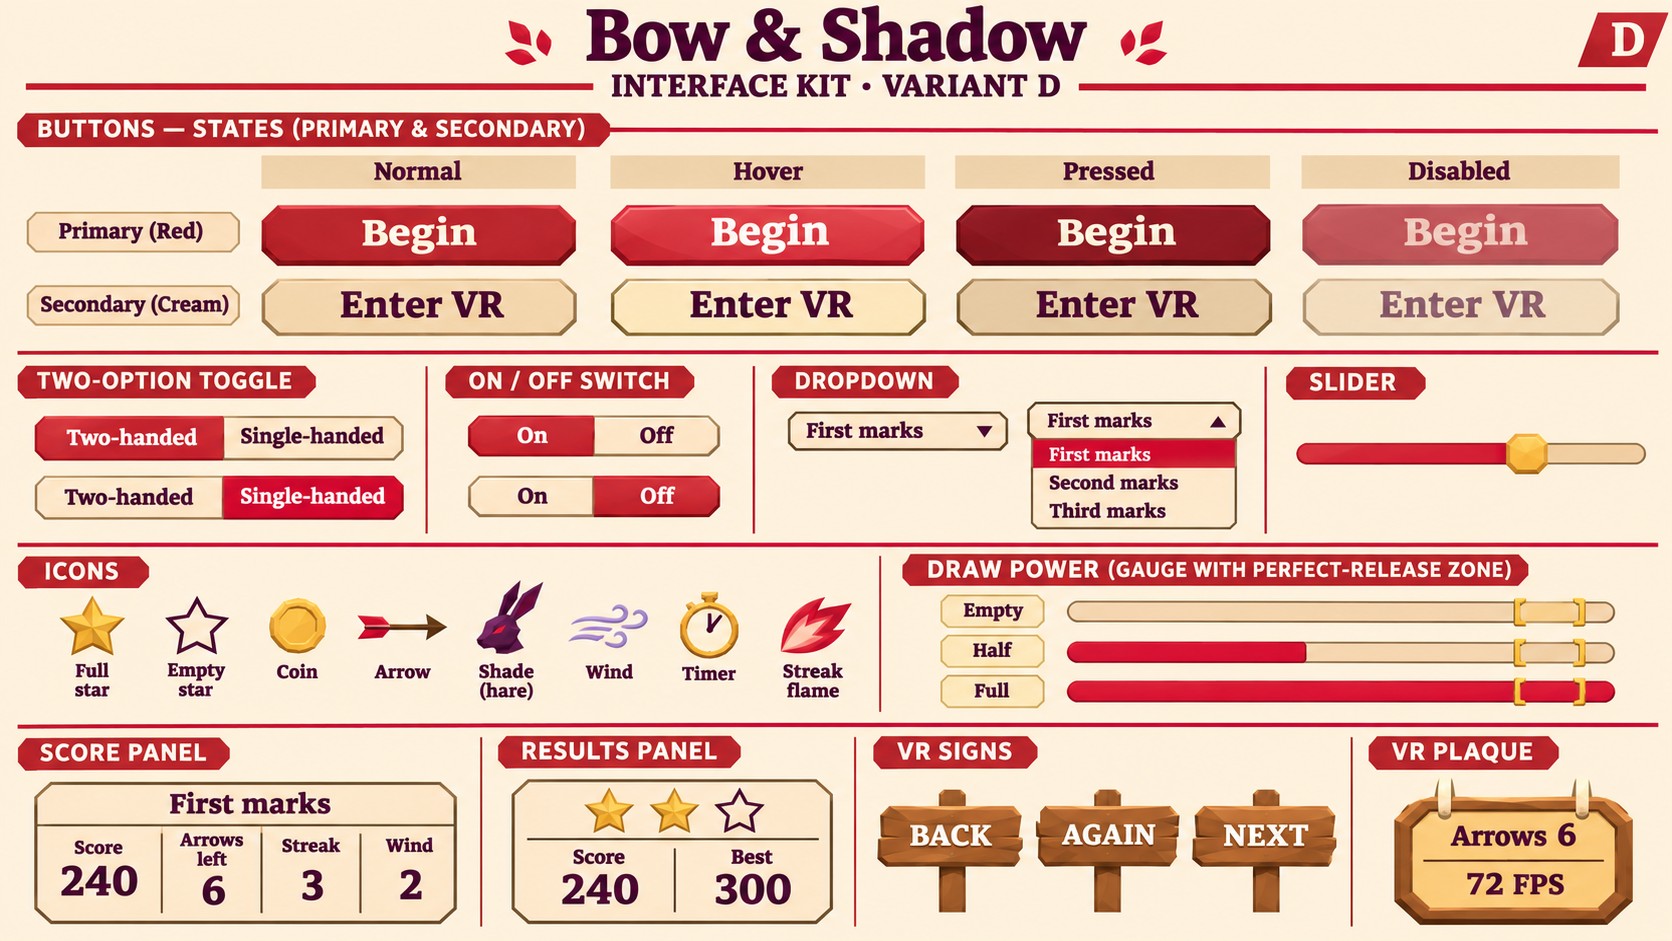 Bow & Shadow
D
INTERFACE KIT • VARIANT D
BUTTONS — STATES (PRIMARY & SECONDARY)
Normal
Hover
Pressed
Disabled
Primary (Red)
Begin
Begin
Begin
Begin
Secondary (Cream)
Enter VR
Enter VR
Enter VR
Enter VR
TWO-OPTION TOGGLE
Two-handed
Single-handed
Two-handed
Single-handed
ON / OFF SWITCH
On
Off
On
Off
DROPDOWN
First marks
First marks
First marks
Second marks
Third marks
SLIDER
ICONS
Full
star
Empty
star
Coin
Arrow
Shade
(hare)
Wind
Timer
Streak
flame
DRAW POWER (GAUGE WITH PERFECT-RELEASE ZONE)
Empty
Half
Full
SCORE PANEL
First marks
Score
240
Arrows
left
6
Streak
3
Wind
2
RESULTS PANEL
Score
240
Best
300
VR SIGNS
BACK
AGAIN
NEXT
VR PLAQUE
Arrows 6
72 FPS